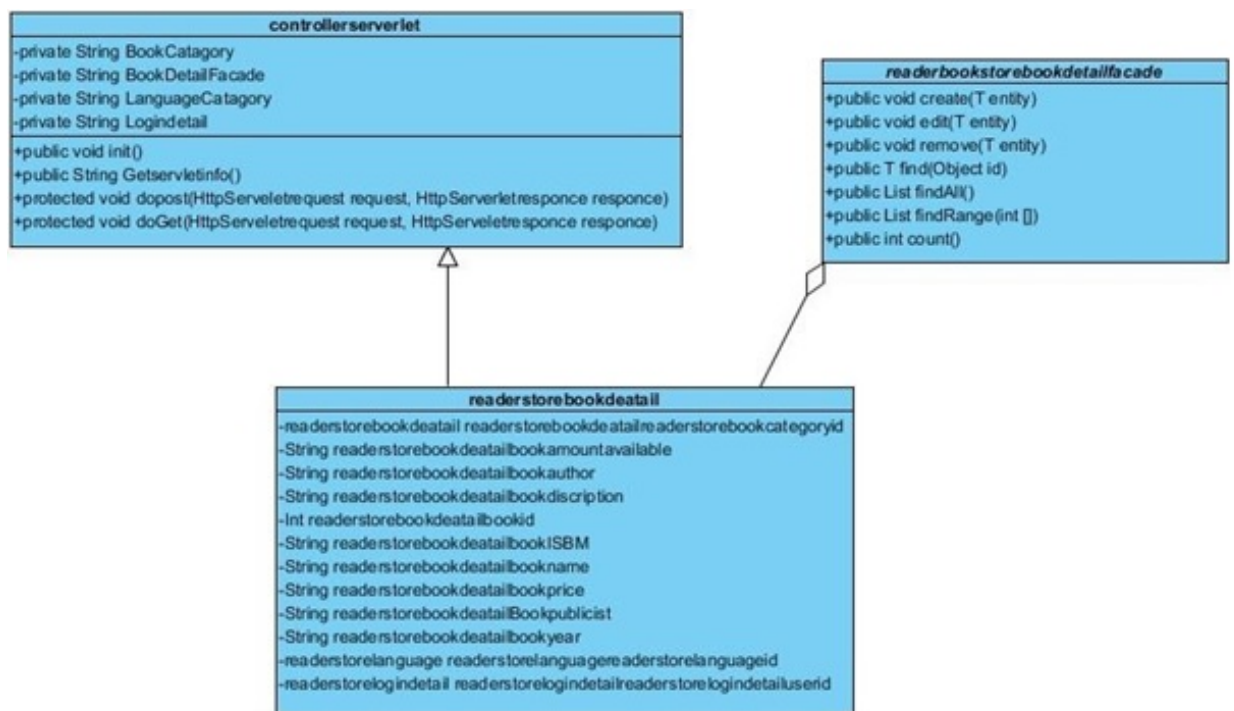 controllerserverlet
-private String BookCatagory
-private String BookDetailFacade
-private String LanguageCatagory
-private String Logindetail
+public void init()
+public String Getservletinfo()
+protected void dopost(HttpServeletrequest request, HttpServerletresponce responce)
+protected void doGet(HttpServeletrequest request, HttpServeletresponce responce)
readerbookstorebookdetailfacade
+public void create(T entity)
+public void edit(T entity)
+public void remove(T entity)
+public T find(Object id)
+public List findAll()
+public List findRange(int [])
+public int count()
readerstorebookdeatail
-readerstorebookdeatail readerstorebookdeatailreaderstorebookcategoryid
-String readerstorebookdeatailbookamountavailable
-String readerstorebookdeatailbookauthor
-String readerstorebookdeatailbookdiscription
-Int readerstorebookdeatailbookid
-String readerstorebookdeatailbookISBM
-String readerstorebookdeatailbookname
-String readerstorebookdeatailbookprice
-String readerstorebookdeatailBookpublicist
-String readerstorebookdeatailbookyear
-readerstorelanguage readerstorelanguagereaderstorelanguageid
-readerstorelogindetail readerstorelogindetailreaderstorelogindetailuserid